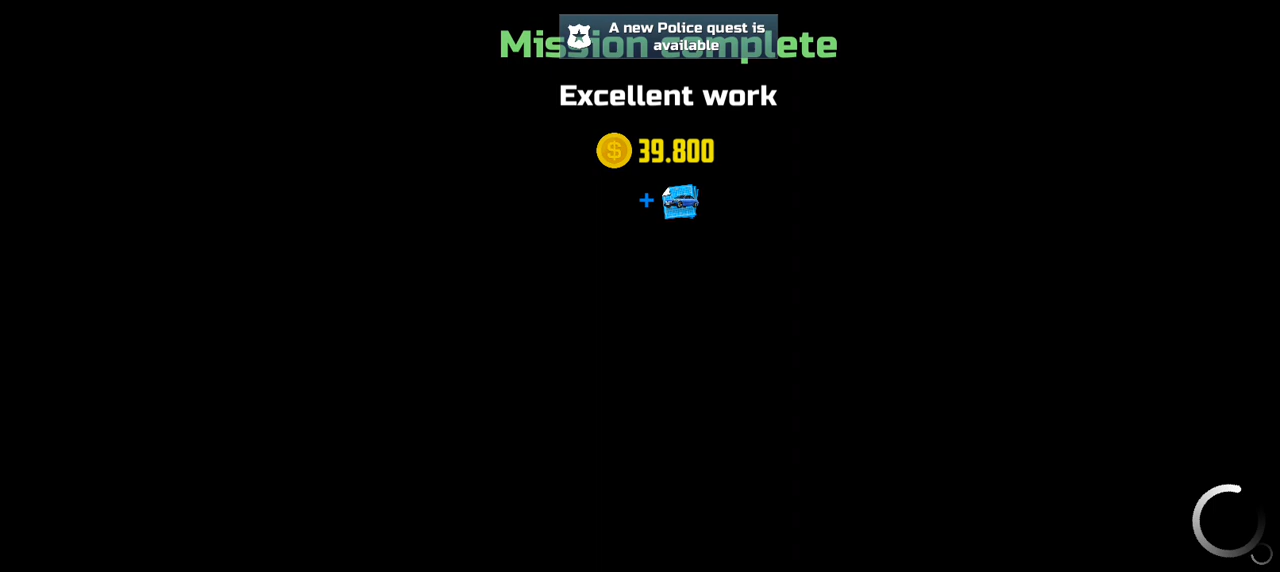 A new Police quest is
available
Mission complete
Excellent work
$ 39.800
+